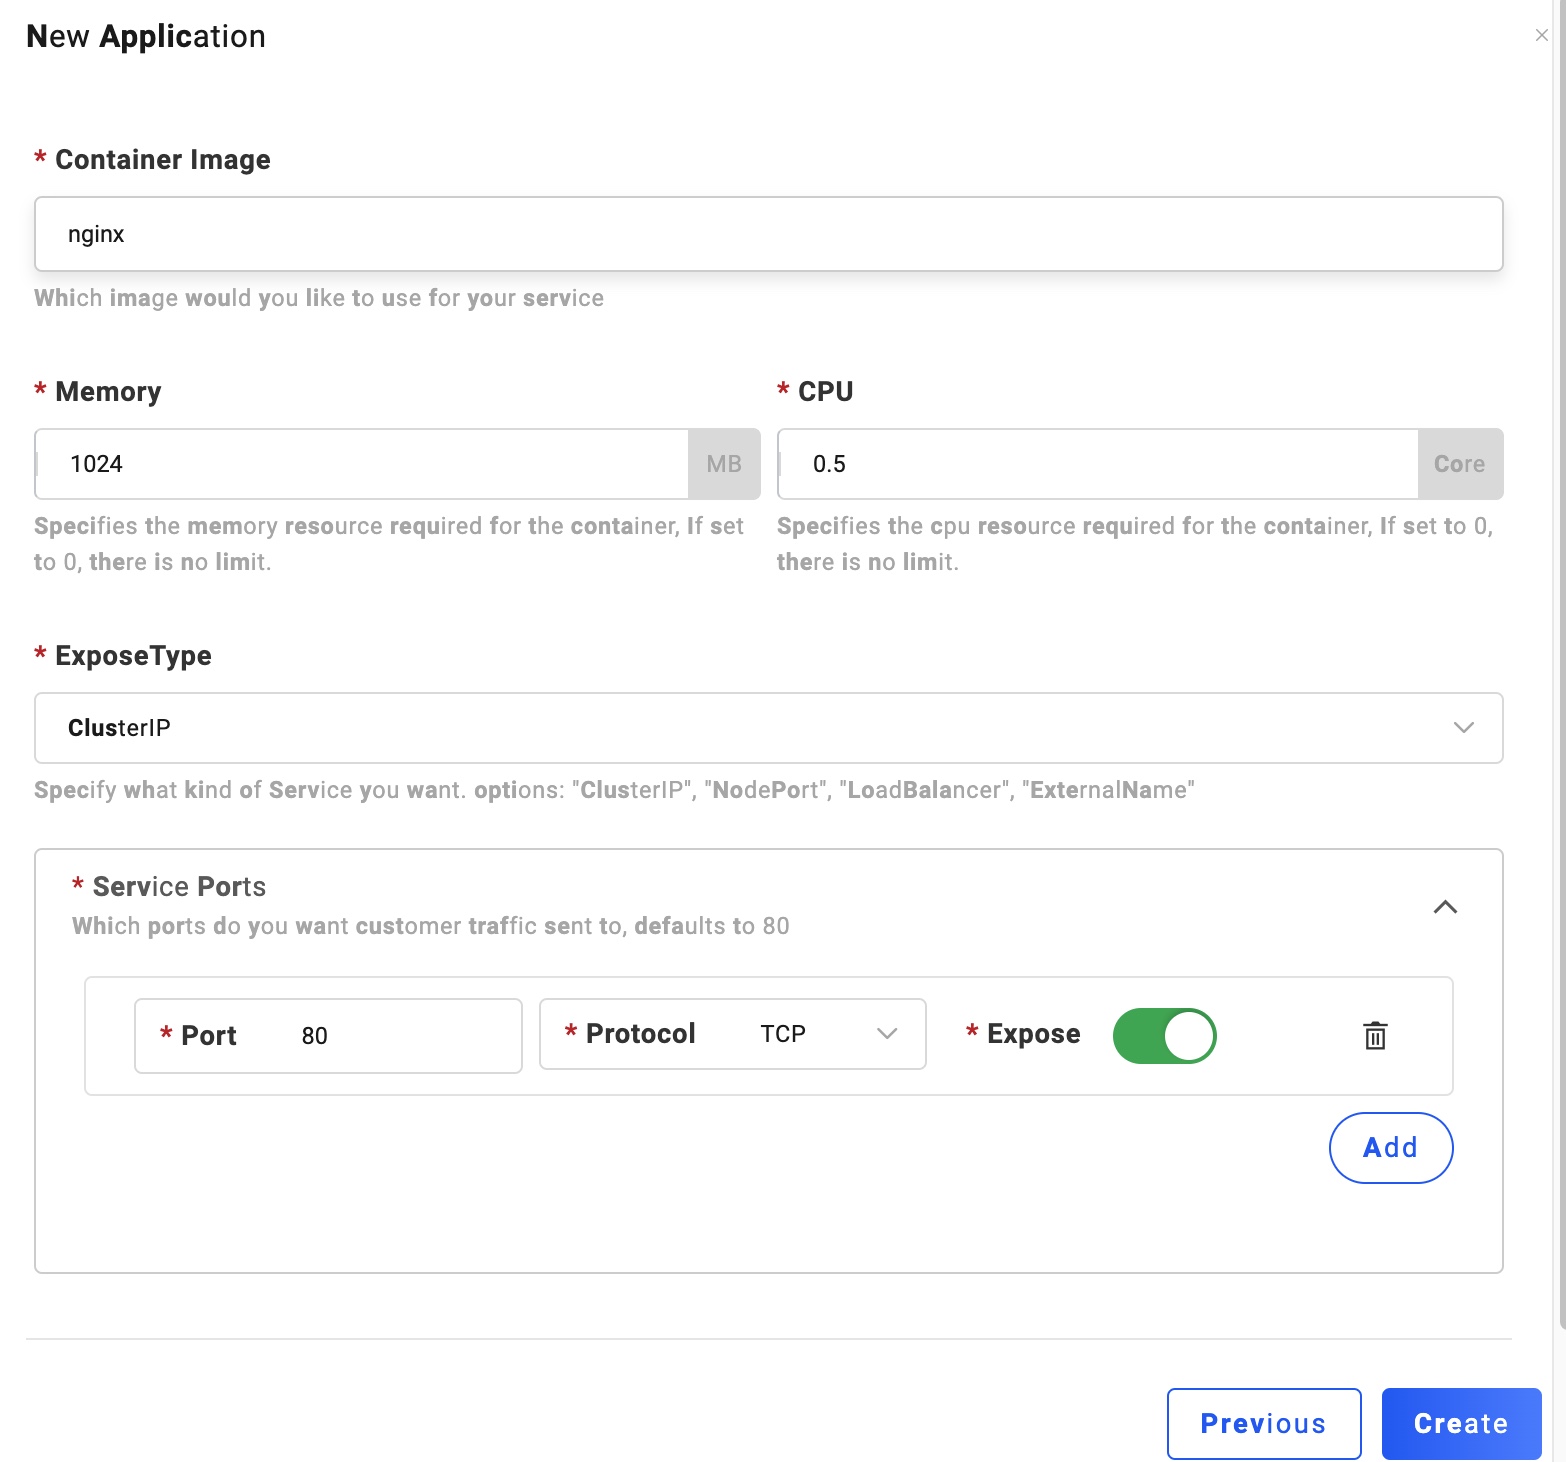 New Application
×
* Container Image
nginx
Which image would you like to use for your service
* Memory
1024 MB
Specifies the memory resource required for the container, If set
to 0, there is no limit.
* CPU
0.5 Core
Specifies the cpu resource required for the container, If set to 0,
there is no limit.
* ExposeType
ClusterIP
Specify what kind of Service you want. options: "ClusterIP", "NodePort", "LoadBalancer", "ExternalName"
* Service Ports
Which ports do you want customer traffic sent to, defaults to 80
* Port 80 * Protocol TCP * Expose
Add
Previous Create